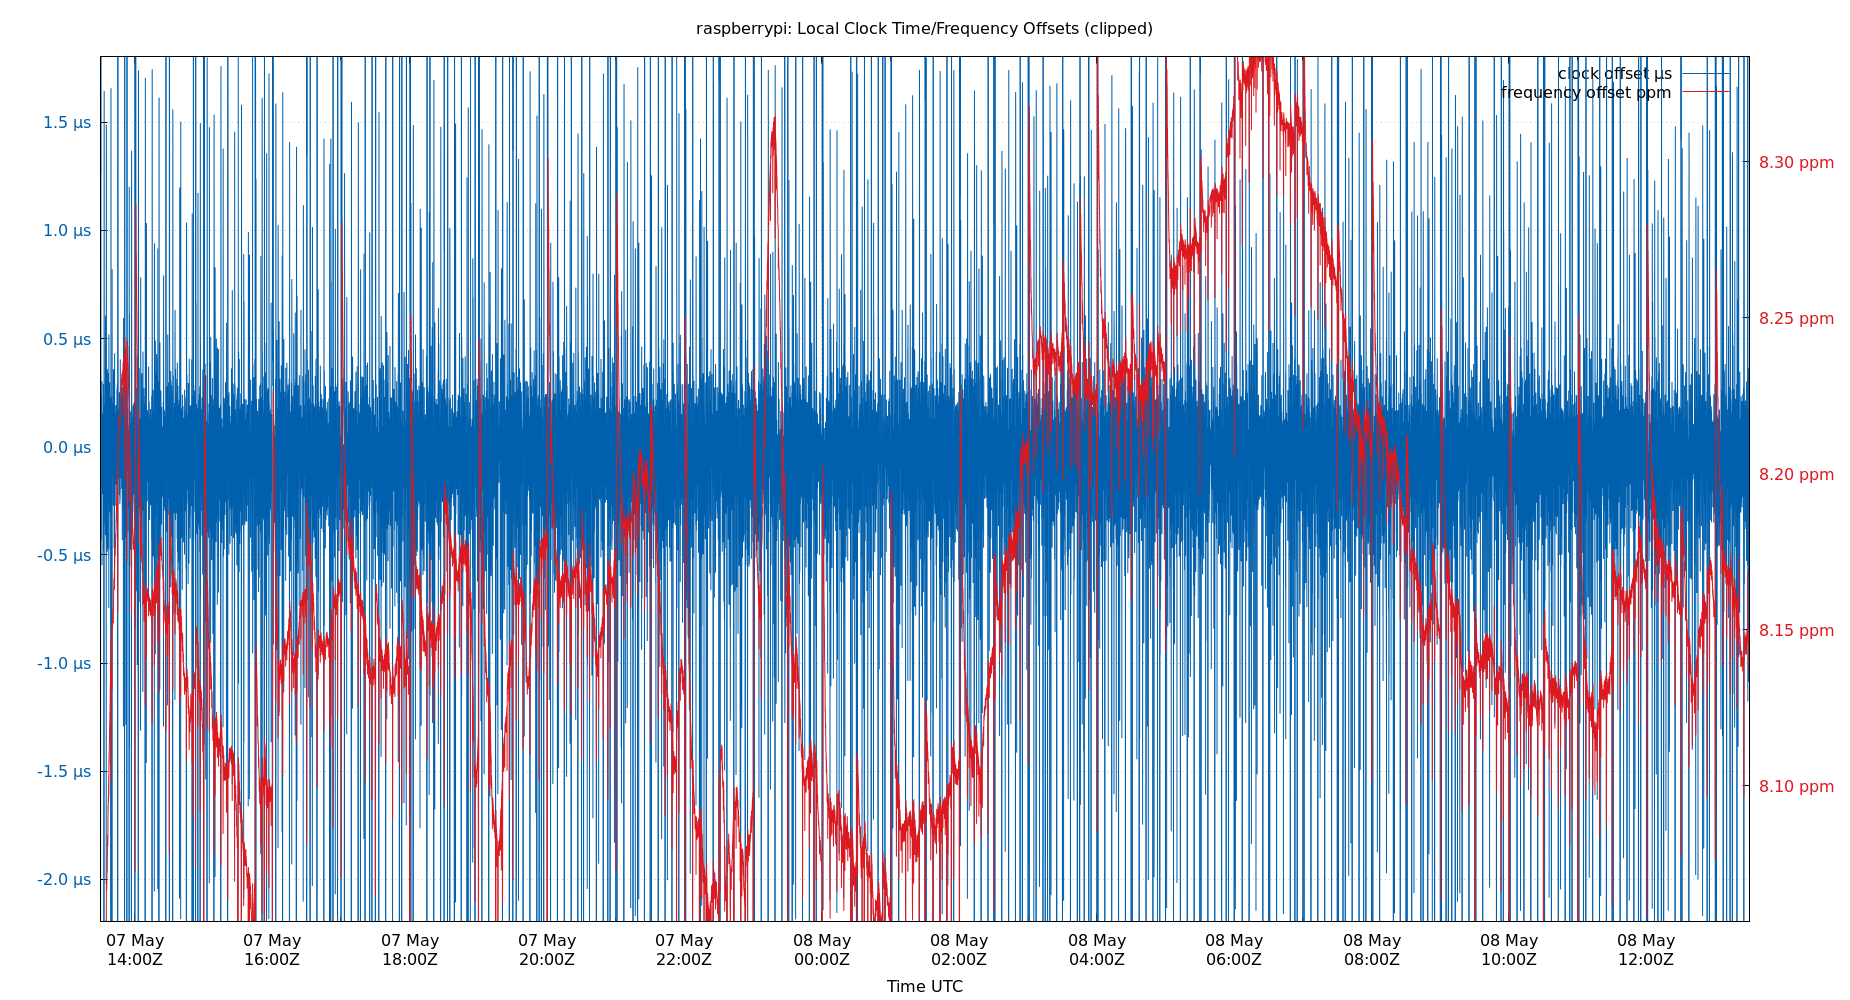 raspberrypi: Local Clock Time/Frequency Offsets (clipped)
clock offset µs
frequency offset ppm
1.5 µs
1.0 µs
0.5 µs
0.0 µs
-0.5 µs
-1.0 µs
-1.5 µs
-2.0 µs
8.30 ppm
8.25 ppm
8.20 ppm
8.15 ppm
8.10 ppm
07 May 07 May 07 May 07 May 07 May 08 May 08 May 08 May 08 May 08 May 08 May 08 May
14:00Z 16:00Z 18:00Z 20:00Z 22:00Z 00:00Z 02:00Z 04:00Z 06:00Z 08:00Z 10:00Z 12:00Z
Time UTC